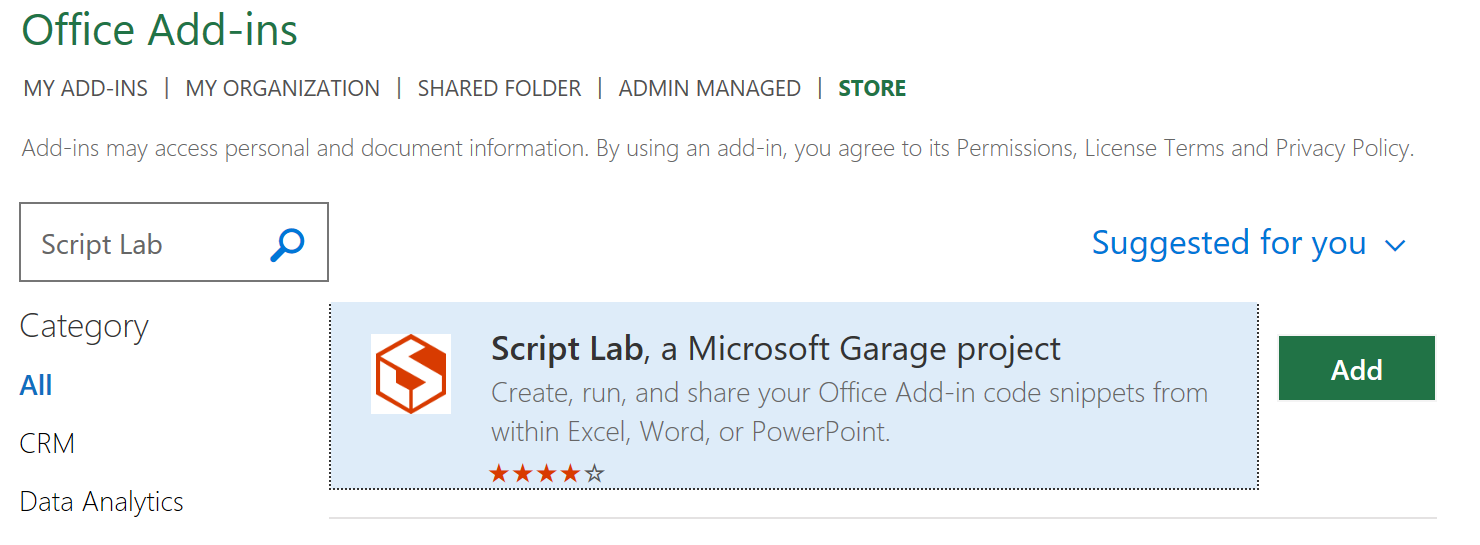 Office Add-ins
MY ADD-INS | MY ORGANIZATION | SHARED FOLDER | ADMIN MANAGED | STORE
Add-ins may access personal and document information. By using an add-in, you agree to its Permissions, License Terms and Privacy Policy.
Script Lab
Suggested for you
Category
All
CRM
Data Analytics
Script Lab, a Microsoft Garage project
Create, run, and share your Office Add-in code snippets from
within Excel, Word, or PowerPoint.
Add